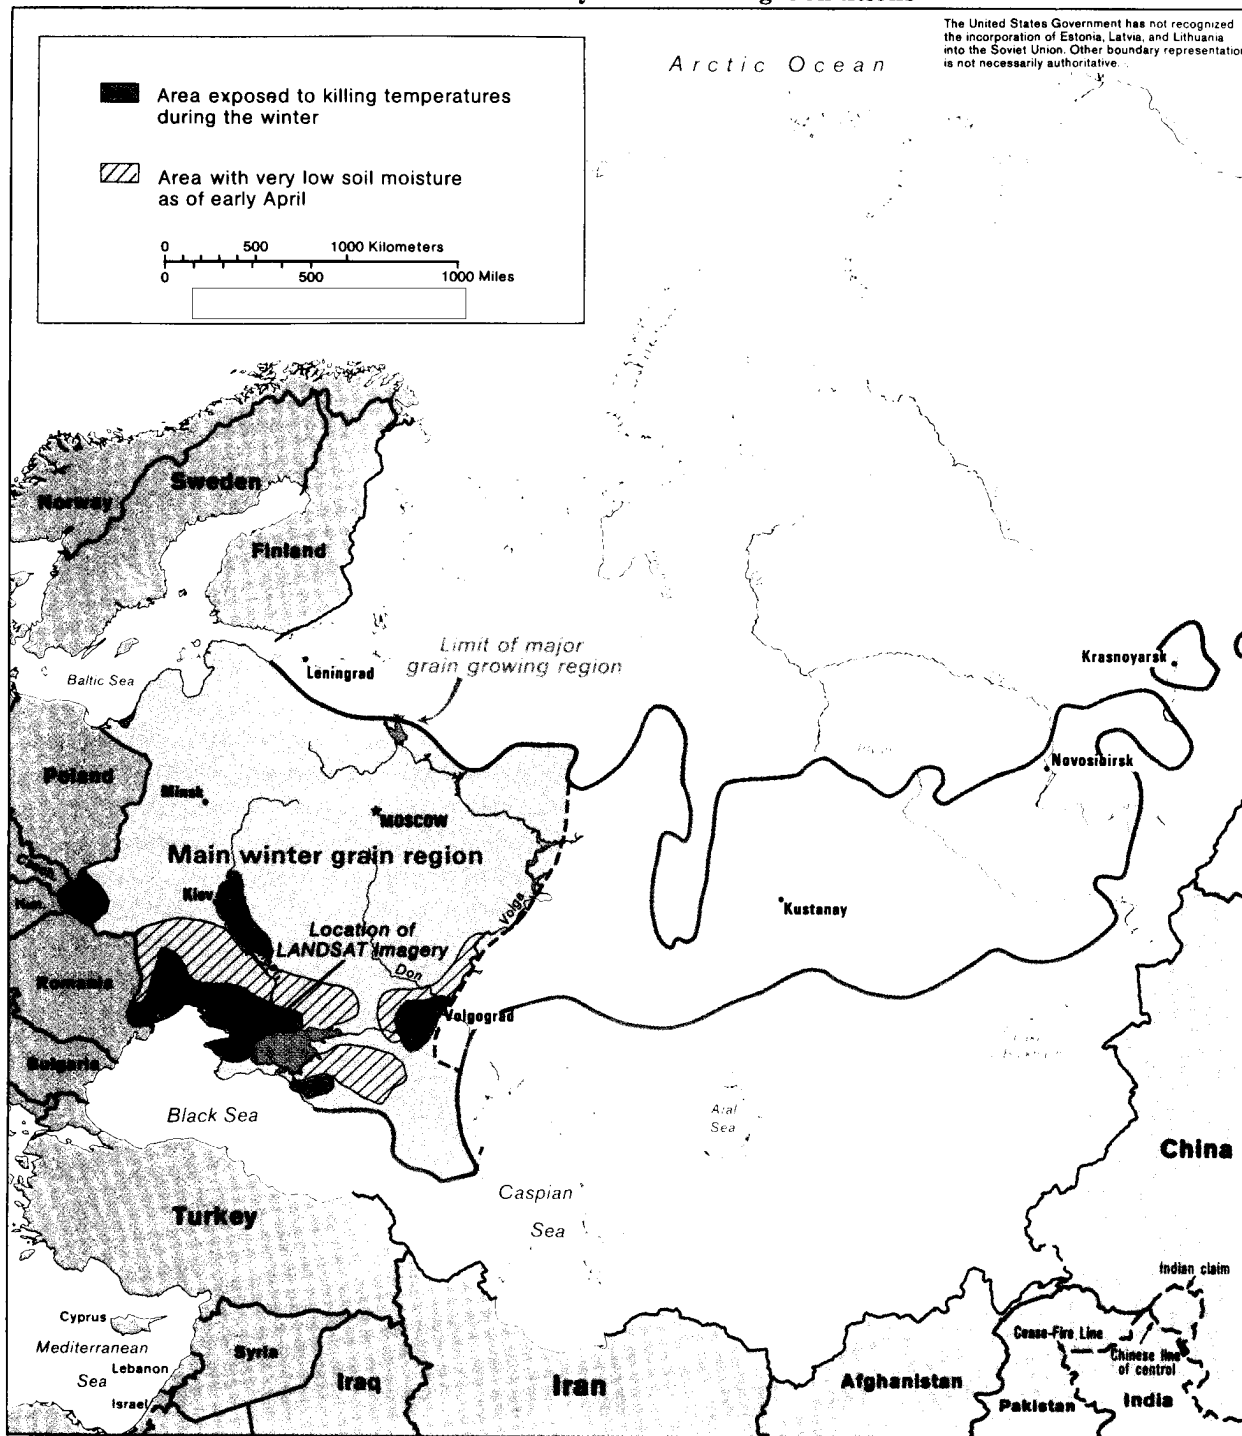 The United States Government has not recognized
the incorporation of Estonia, Latvia, and Lithuania
into the Soviet Union. Other boundary representation
is not necessarily authoritative.
Arctic Ocean
Area exposed to killing temperatures
during the winter
Area with very low soil moisture
as of early April
0 500 1000 Kilometers
0 500 1000 Miles
Norway
Sweden
Finland
Limit of major
grain growing region
Leningrad
Baltic Sea
Krasnoyarsk
Novosibirsk
Poland
Minsk
MOSCOW
Main winter grain region
Kiev
Volga
Kustanay
Location of
LANDSAT Imagery
Don
Romania
Volgograd
Bulgaria
Black Sea
Aral
Sea
China
Caspian
Sea
Turkey
Indian claim
Cyprus
Mediterranean
Sea
Lebanon
Israel
Syria
Iraq
Iran
Afghanistan
Cease-Fire Line
Chinese line
of control
Pakistan
India